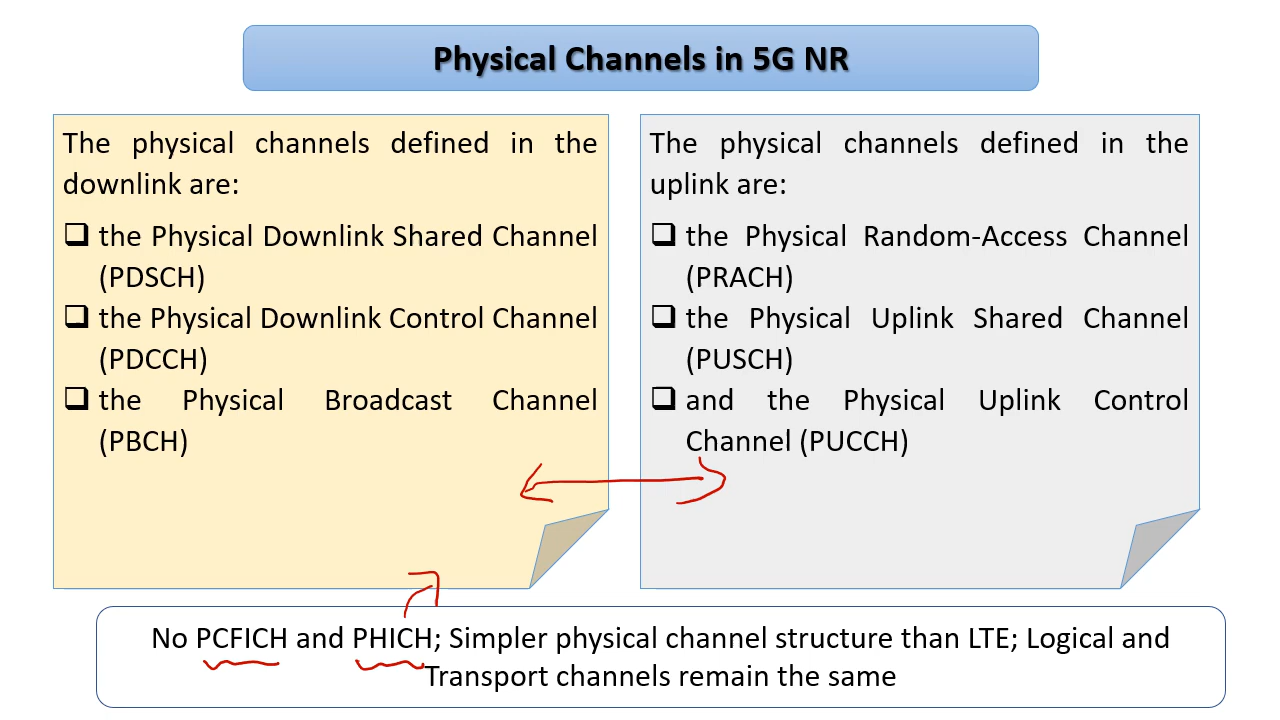 Physical Channels in 5G NR
The physical channels defined in the
downlink are:
❑ the Physical Downlink Shared Channel
(PDSCH)
❑ the Physical Downlink Control Channel
(PDCCH)
❑ the Physical Broadcast Channel
(PBCH)
The physical channels defined in the
uplink are:
❑ the Physical Random-Access Channel
(PRACH)
❑ the Physical Uplink Shared Channel
(PUSCH)
❑ and the Physical Uplink Control
Channel (PUCCH)
No PCFICH and PHICH; Simpler physical channel structure than LTE; Logical and
Transport channels remain the same